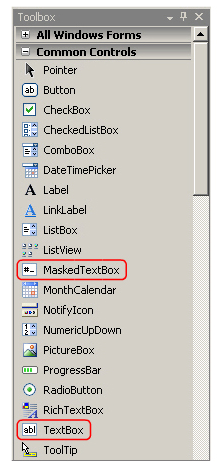 Toolbox
All Windows Forms
Common Controls
Pointer
ab Button
CheckBox
CheckedListBox
ComboBox
DateTimePicker
A Label
A LinkLabel
ListBox
ListView
#- MaskedTextBox
MonthCalendar
NotifyIcon
NumericUpDown
PictureBox
ProgressBar
RadioButton
RichTextBox
abl TextBox
ToolTip